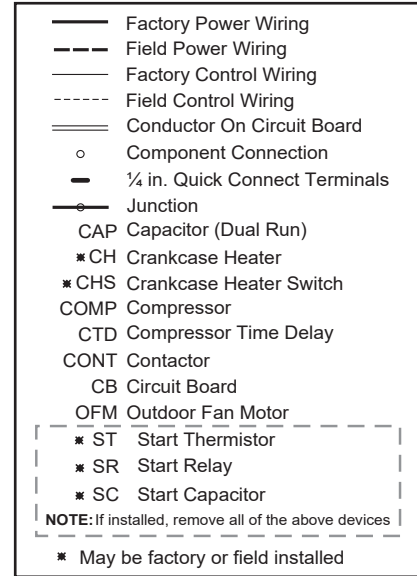 Factory Power Wiring
Field Power Wiring
Factory Control Wiring
Field Control Wiring
Conductor On Circuit Board
Component Connection
¼ in. Quick Connect Terminals
Junction
CAP Capacitor (Dual Run)
* CH Crankcase Heater
* CHS Crankcase Heater Switch
COMP Compressor
CTD Compressor Time Delay
CONT Contactor
CB Circuit Board
OFM Outdoor Fan Motor
* ST Start Thermistor
* SR Start Relay
* SC Start Capacitor
NOTE: If installed, remove all of the above devices
* May be factory or field installed